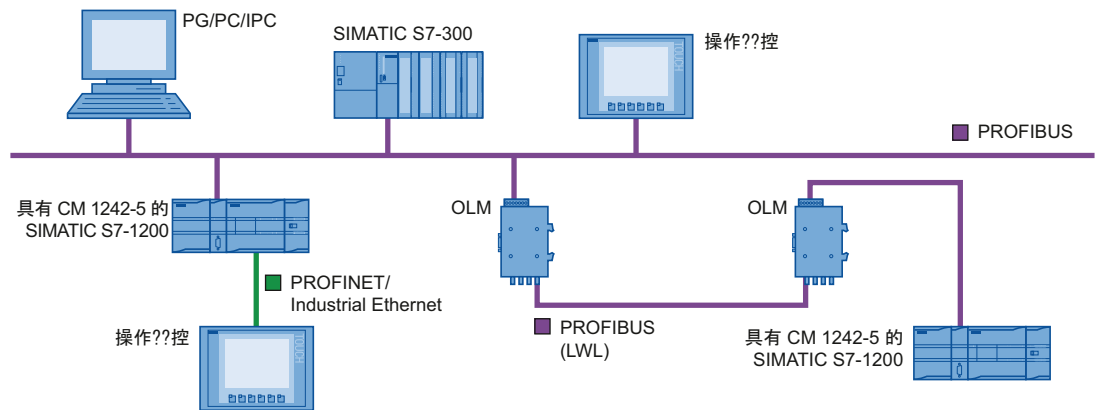 PG/PC/IPC
SIMATIC S7-300
操作??控
PROFIBUS
具有 CM 1242-5 的
SIMATIC S7-1200
OLM
OLM
PROFINET/
Industrial Ethernet
操作??控
PROFIBUS
(LWL)
具有 CM 1242-5 的
SIMATIC S7-1200
TOUCH
TOUCH